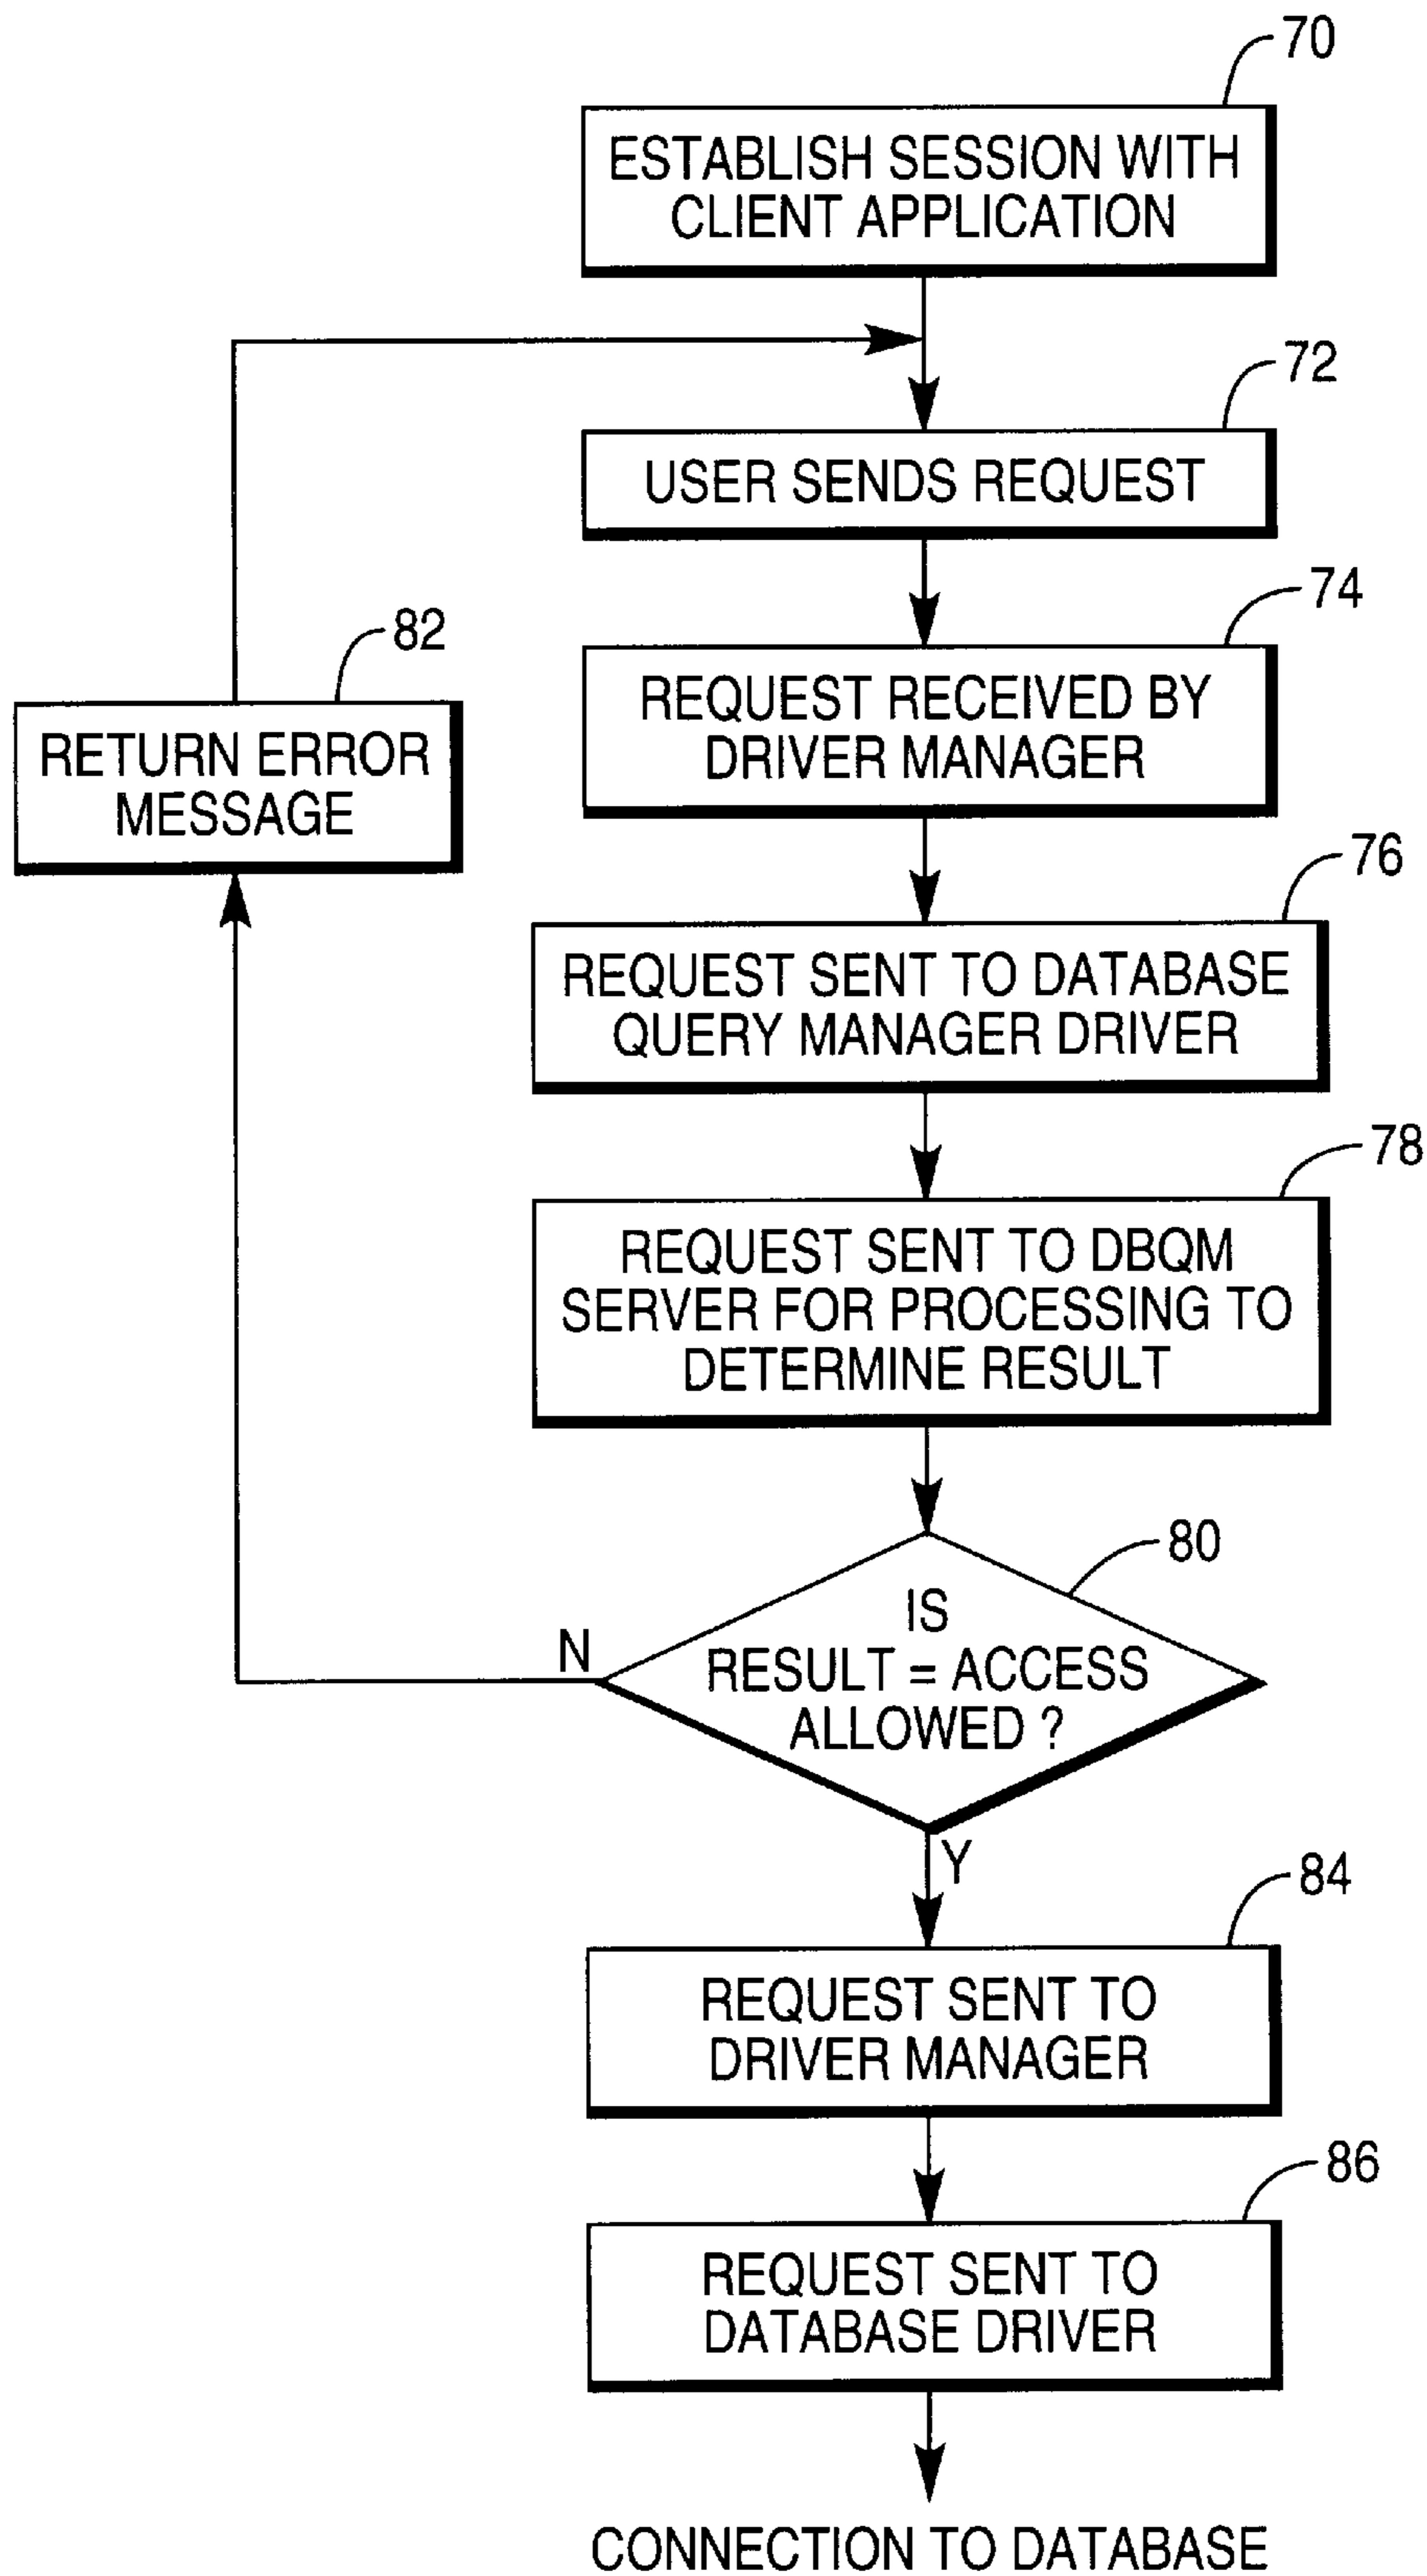 70
ESTABLISH SESSION WITH
CLIENT APPLICATION
72
USER SENDS REQUEST
74
REQUEST RECEIVED BY
DRIVER MANAGER
82
RETURN ERROR
MESSAGE
76
REQUEST SENT TO DATABASE
QUERY MANAGER DRIVER
78
REQUEST SENT TO DBQM
SERVER FOR PROCESSING TO
DETERMINE RESULT
80
IS
RESULT = ACCESS
ALLOWED ?
N
Y
84
REQUEST SENT TO
DRIVER MANAGER
86
REQUEST SENT TO
DATABASE DRIVER
CONNECTION TO DATABASE